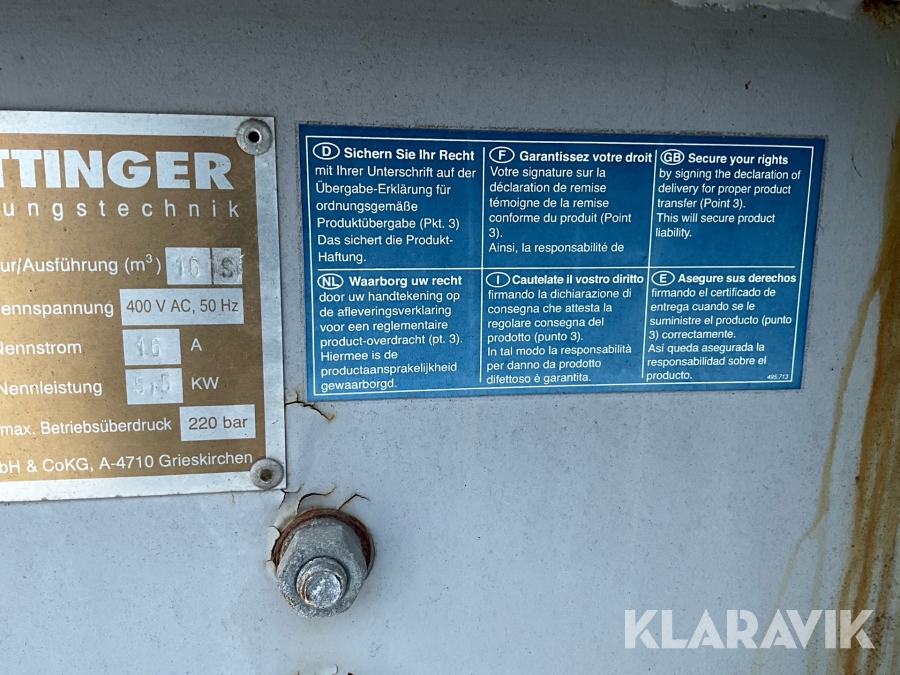 TTINGER
ungstechnik
ur/Ausführung (m³) 16 S
ennspannung 400 V AC, 50 Hz
Nennstrom 16 A
Nennleistung 5,5 KW
max. Betriebsüberdruck 220 bar
bH & CoKG, A-4710 Grieskirchen
D Sichern Sie Ihr Recht
mit Ihrer Unterschrift auf der
Übergabe-Erklärung für
ordnungsgemäße
Produktübergabe (Pkt. 3)
Das sichert die Produkt-
Haftung.
F Garantissez votre droit
Votre signature sur la
déclaration de remise
témoigne de la remise
conforme du produit (Point
3).
Ainsi, la responsabilité de
GB Secure your rights
by signing the declaration of
delivery for proper product
transfer (Point 3).
This will secure product
liability.
NL Waarborg uw recht
door uw handtekening op
de afleveringsverklaring
voor een reglementaire
product-overdracht (pt. 3).
Hiermee is de
productaansprakelijkheid
gewaarborgd.
I Cautelate il vostro diritto
firmando la dichiarazione di
consegna che attesta la
regolare consegna del
prodotto (punto 3).
In tal modo la responsabilità
per danno da prodotto
difettoso è garantita.
E Asegure sus derechos
firmando el certificado de
entrega cuando se le
suministre el producto (punto
3) correctamente.
Así queda asegurada la
responsabilidad sobre el
producto.
495.713
KLARAVIK